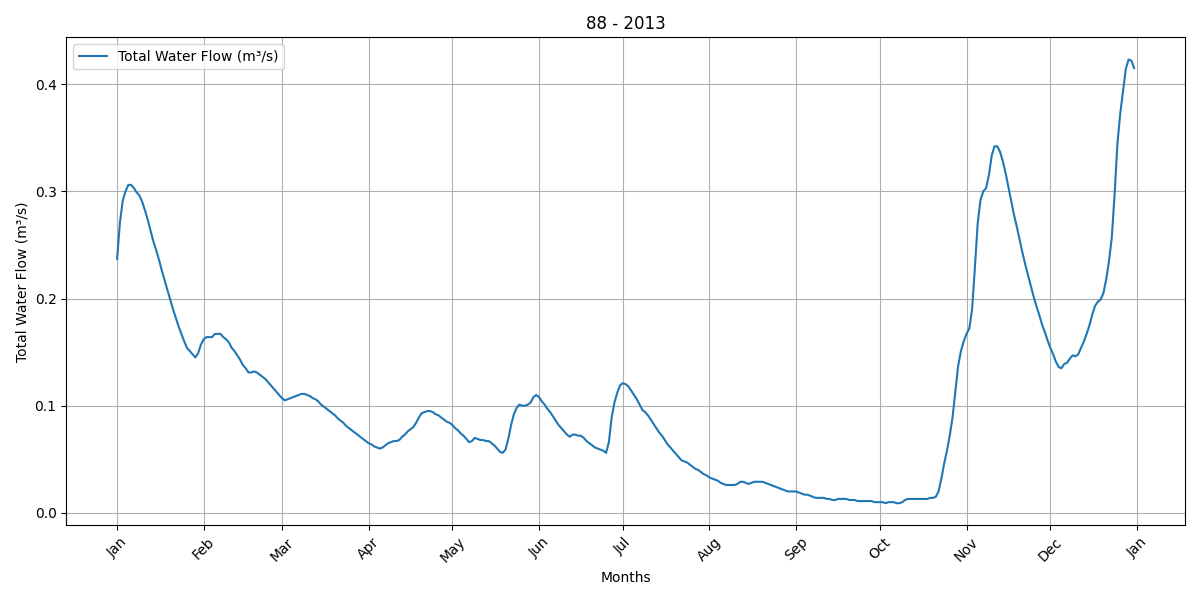 88 - 2013
Total Water Flow (m³/s)
Total Water Flow (m³/s)
0.4
0.3
0.2
0.1
0.0
Jan Feb Mar Apr May Jun Jul Aug Sep Oct Nov Dec Jan
Months